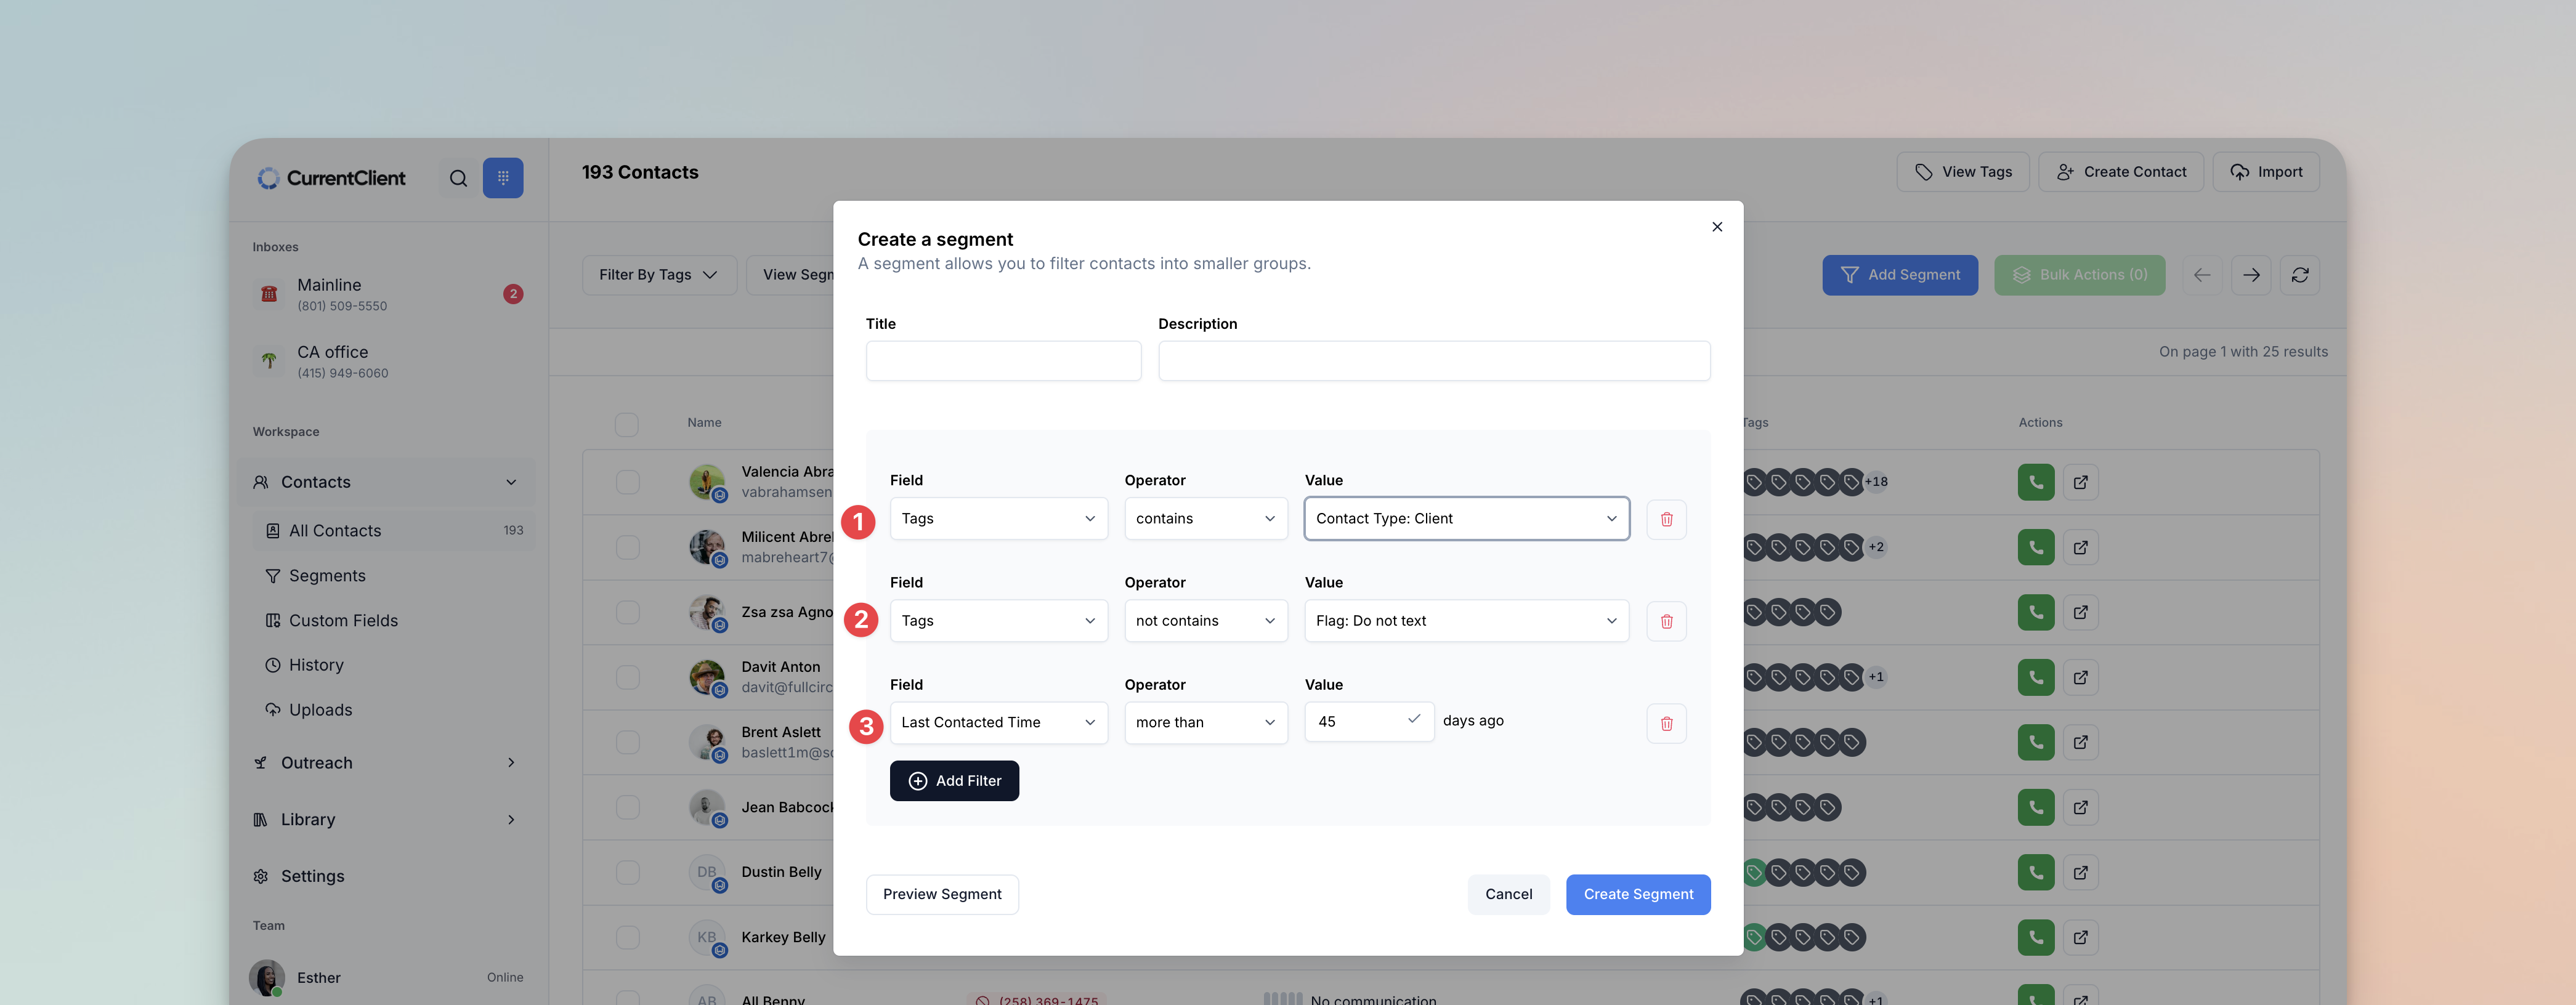 CurrentClient
193 Contacts
View Tags
Create Contact
Import
Inboxes
Mainline
(801) 509-5550
2
CA office
(415) 949-6060
Workspace
Contacts
All Contacts
193
Segments
Custom Fields
History
Uploads
Outreach
Library
Settings
Team
Esther
Online
Filter By Tags
View Segm
Add Segment
Bulk Actions (0)
On page 1 with 25 results
Name
Tags
Actions
Valencia Abra
vabrahamsen
+18
Milicent Abre
mabreheart7@
+2
Zsa zsa Agno
Davit Anton
davit@fullcirc
+1
Brent Aslett
Jean Babcock
DB
Dustin Belly
KB
Karkey Belly
AB
All Benny
(258) 369-1475
No communication
+1
Create a segment
A segment allows you to filter contacts into smaller groups.
Title
Description
Field
Operator
Value
1
Tags
contains
Contact Type: Client
Field
Operator
Value
2
Tags
not contains
Flag: Do not text
Field
Operator
Value
3
Last Contacted Time
more than
45
days ago
Add Filter
Preview Segment
Cancel
Create Segment